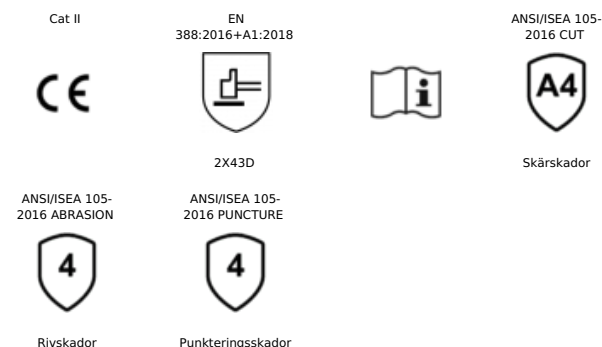 Cat II
EN
388:2016+A1:2018
ANSI/ISEA 105-
2016 CUT
CE
i
A4
2X43D
Skärskador
ANSI/ISEA 105-
2016 ABRASION
ANSI/ISEA 105-
2016 PUNCTURE
4
4
Rivskador
Punkteringsskador